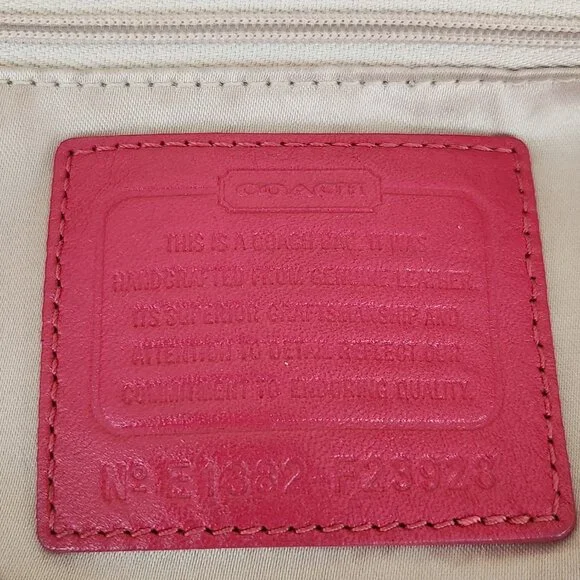 COACH
THIS IS A COACH BAG. IT WAS
HANDCRAFTED FROM GENUINE LEATHER.
ITS SUPERIOR CRAFTSMANSHIP AND
ATTENTION TO DETAIL REFLECT OUR
COMMITMENT TO ENDURING QUALITY.
Nº E1382-F23928